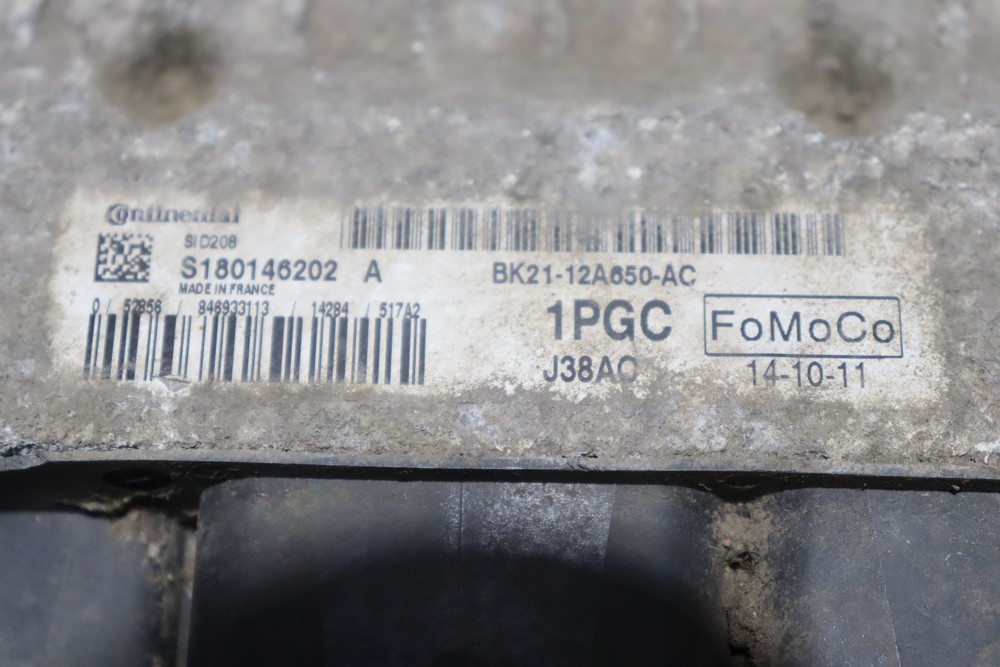 Continental
SID208
S180146202 A
MADE IN FRANCE
0 / 52856 / 846933113 / 14284 / 517A2
BK21-12A650-AC
1PGC
J38AC
FoMoCo
14-10-11